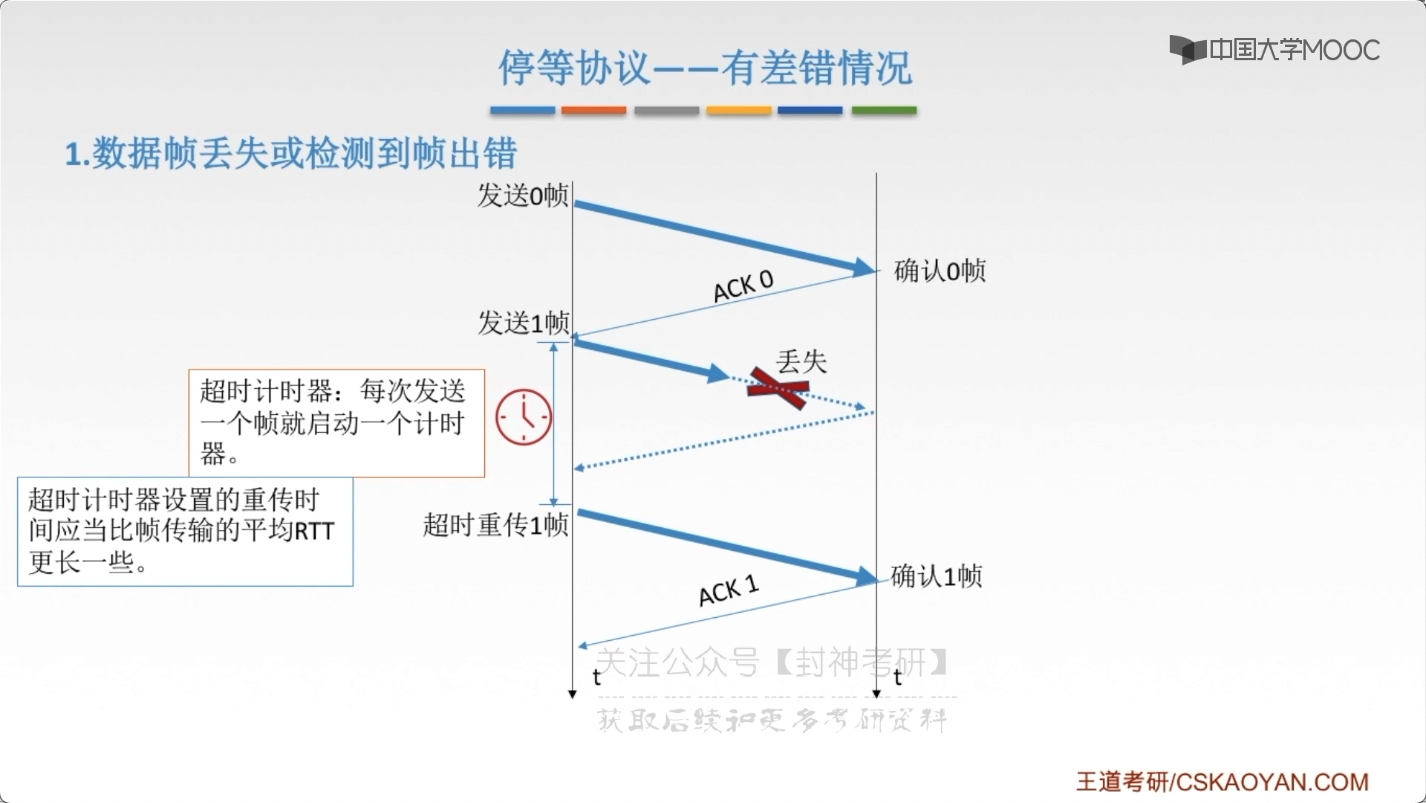 中国大学MOOC
停等协议——有差错情况
1.数据帧丢失或检测到帧出错
发送0帧
确认0帧
ACK 0
发送1帧
丢失
超时计时器：每次发送
一个帧就启动一个计时
器。
超时计时器设置的重传时
间应当比帧传输的平均RTT
更长一些。
超时重传1帧
确认1帧
ACK 1
关注公众号【封神考研】
t
t
获取后续和更多考研资料
王道考研/CSKAOYAN.COM